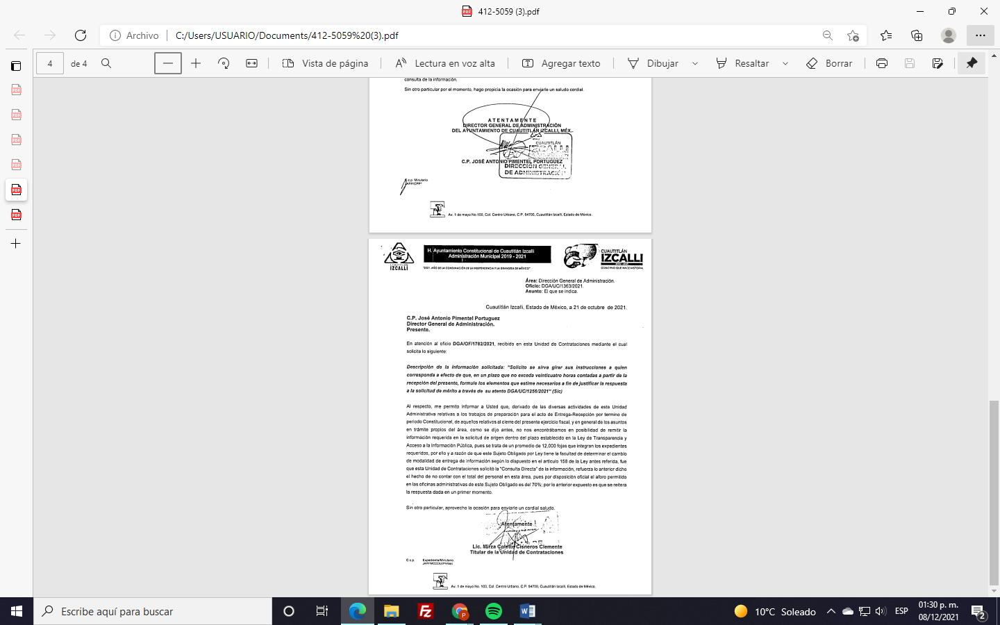 412-5059 (3).pdf
Archivo
C:/Users/USUARIO/Documents/412-5059%20(3).pdf
4 de 4
Vista de página
Lectura en voz alta
Agregar texto
Dibujar
Resaltar
Borrar
consulta de la información.
Sin otro particular por el momento, hago propicia la ocasión para enviarle un saludo cordial.
A T E N T A M E N T E
DIRECTOR GENERAL DE ADMINISTRACIÓN
DEL AYUNTAMIENTO DE CUAUTITLÁN IZCALLI, MÉX.
CUAUTITLÁN
IZCALLI
C.P. JOSÉ ANTONIO PIMENTEL PORTUGUEZ
DIRECCIÓN GENERAL
DE ADMINISTRACIÓN
C.c.p. Minutario
Av. 1 de mayo No.100, Col. Centro Urbano, C.P. 54700, Cuautitlán Izcalli, Estado de México.
CUAUTITLÁN
IZCALLI
H. Ayuntamiento Constitucional de Cuautitlán Izcalli
Administración Municipal 2019 - 2021
"2021. AÑO DE LA CONSUMACIÓN DE LA INDEPENDENCIA Y LA GRANDEZA DE MÉXICO"
CUAUTITLÁN
IZCALLI
GOBIERNO QUE HACE HISTORIA
Área: Dirección General de Administración.
Oficio: DGA/UC/1363/2021.
Asunto: El que se indica.
Cuautitlán Izcalli, Estado de México, a 21 de octubre de 2021.
C.P. José Antonio Pimentel Portuguez
Director General de Administración.
Presente.
En atención al oficio DGA/OF/1782/2021, recibido en esta Unidad de Contrataciones mediante el cual
solicita lo siguiente:
Descripción de la información solicitada: "Solicito se sirva girar sus instrucciones a quien
corresponda a efecto de que, en un plazo que no exceda veinticuatro horas contadas a partir de la
recepción del presente, formule los elementos que estime necesarios a fin de justificar la respuesta
a la solicitud de mérito a través de su atento DGA/UC/1256/2021" (Sic)
Al respecto, me permito informar a Usted que, derivado de las diversas actividades de esta Unidad
Administrativa relativas a los trabajos de preparación para el acto de Entrega-Recepción por termino de
periodo Constitucional, de aquellos relativos al cierre del presente ejercicio fiscal, y en general de los asuntos
en trámite propios del área, como se dijo antes, no nos encontrábamos en posibilidad de remitir la
información requerida en la solicitud de origen dentro del plazo establecido en la Ley de Transparencia y
Acceso a la Información Pública, pues se trata de un promedio de 12,000 fojas que integran los expedientes
requeridos, por ello y a razón de que este Sujeto Obligado por Ley tiene la facultad de determinar el cambio
de modalidad de entrega de información según lo dispuesto en el artículo 158 de la Ley antes referida, fue
que esta Unidad de Contrataciones solicitó la "Consulta Directa" de la información, refuerza lo anterior dicho
el hecho de no contar con el total del personal en esta área, pues por disposición oficial el aforo permitido
en las oficinas administrativas de este Sujeto Obligado es del 70%; por lo anterior expuesto es que se reitera
la respuesta dada en un primer momento.
Sin otro particular, aprovecho la ocasión para enviarle un cordial saludo.
Atentamente
Lic. Mirza Colette Cisneros Clemente
Titular de la Unidad de Contrataciones
C.c.p. Expediente/Minutario.
Av. 1 de mayo No. 100, Col. Centro Urbano, C.P. 54700, Cuautitlán Izcalli, Estado de México.
Escribe aquí para buscar
10°C Soleado
ESP
01:30 p. m.
08/12/2021
2